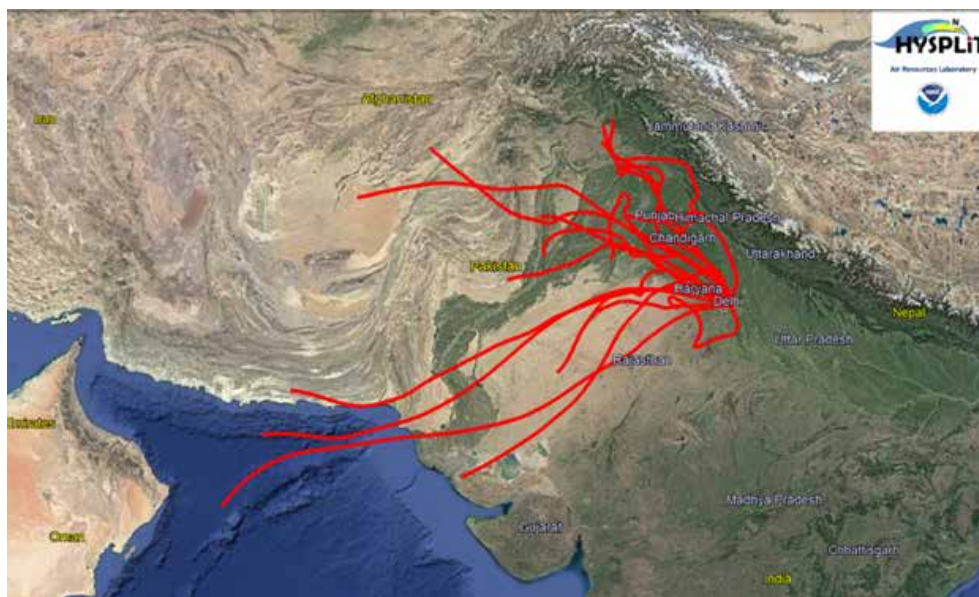 N
HYSPLIT
Air Resources Laboratory
Afghanistan
Iran
Jammu and Kashmir
Punjab
Himachal Pradesh
Chandigarh
Uttarakhand
Pakistan
Haryana
Delhi
Nepal
Uttar Pradesh
Rajasthan
Emirates
Madhya Pradesh
Gujarat
Oman
Chhattisgarh
India